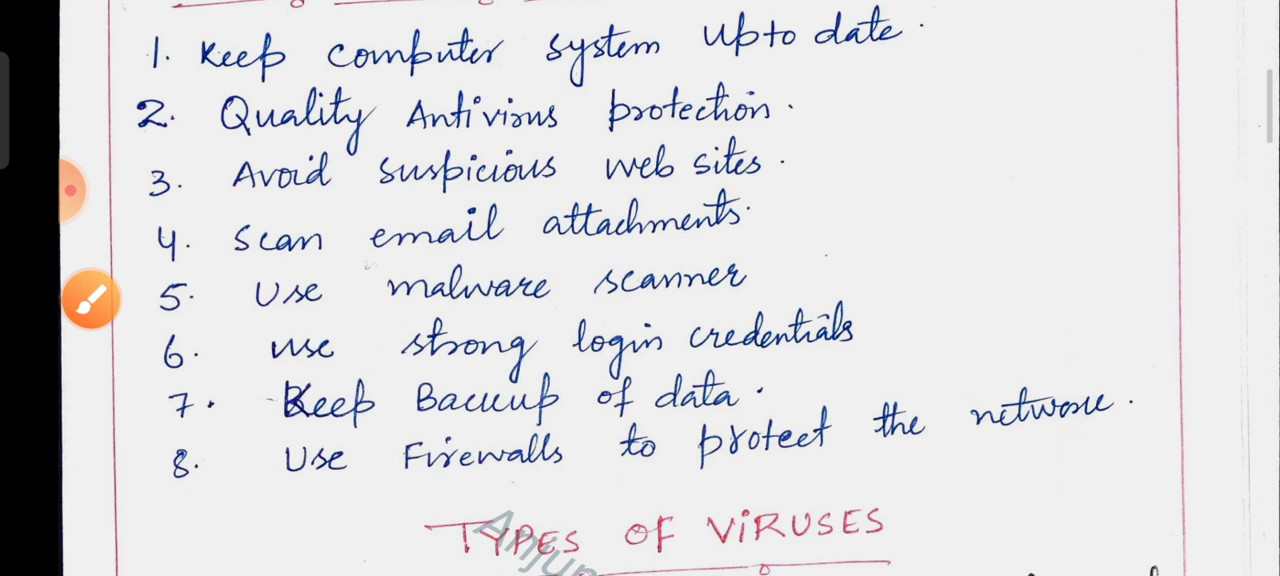 1. Keep computer system upto date.
2. Quality Antivirus protection.
3. Avoid suspicious web sites.
4. Scan email attachments.
5. Use malware scanner
6. use strong login credentials
7. Keep Backup of data.
8. Use Firewalls to protect the network.
TYPES OF VIRUSES
Anjum